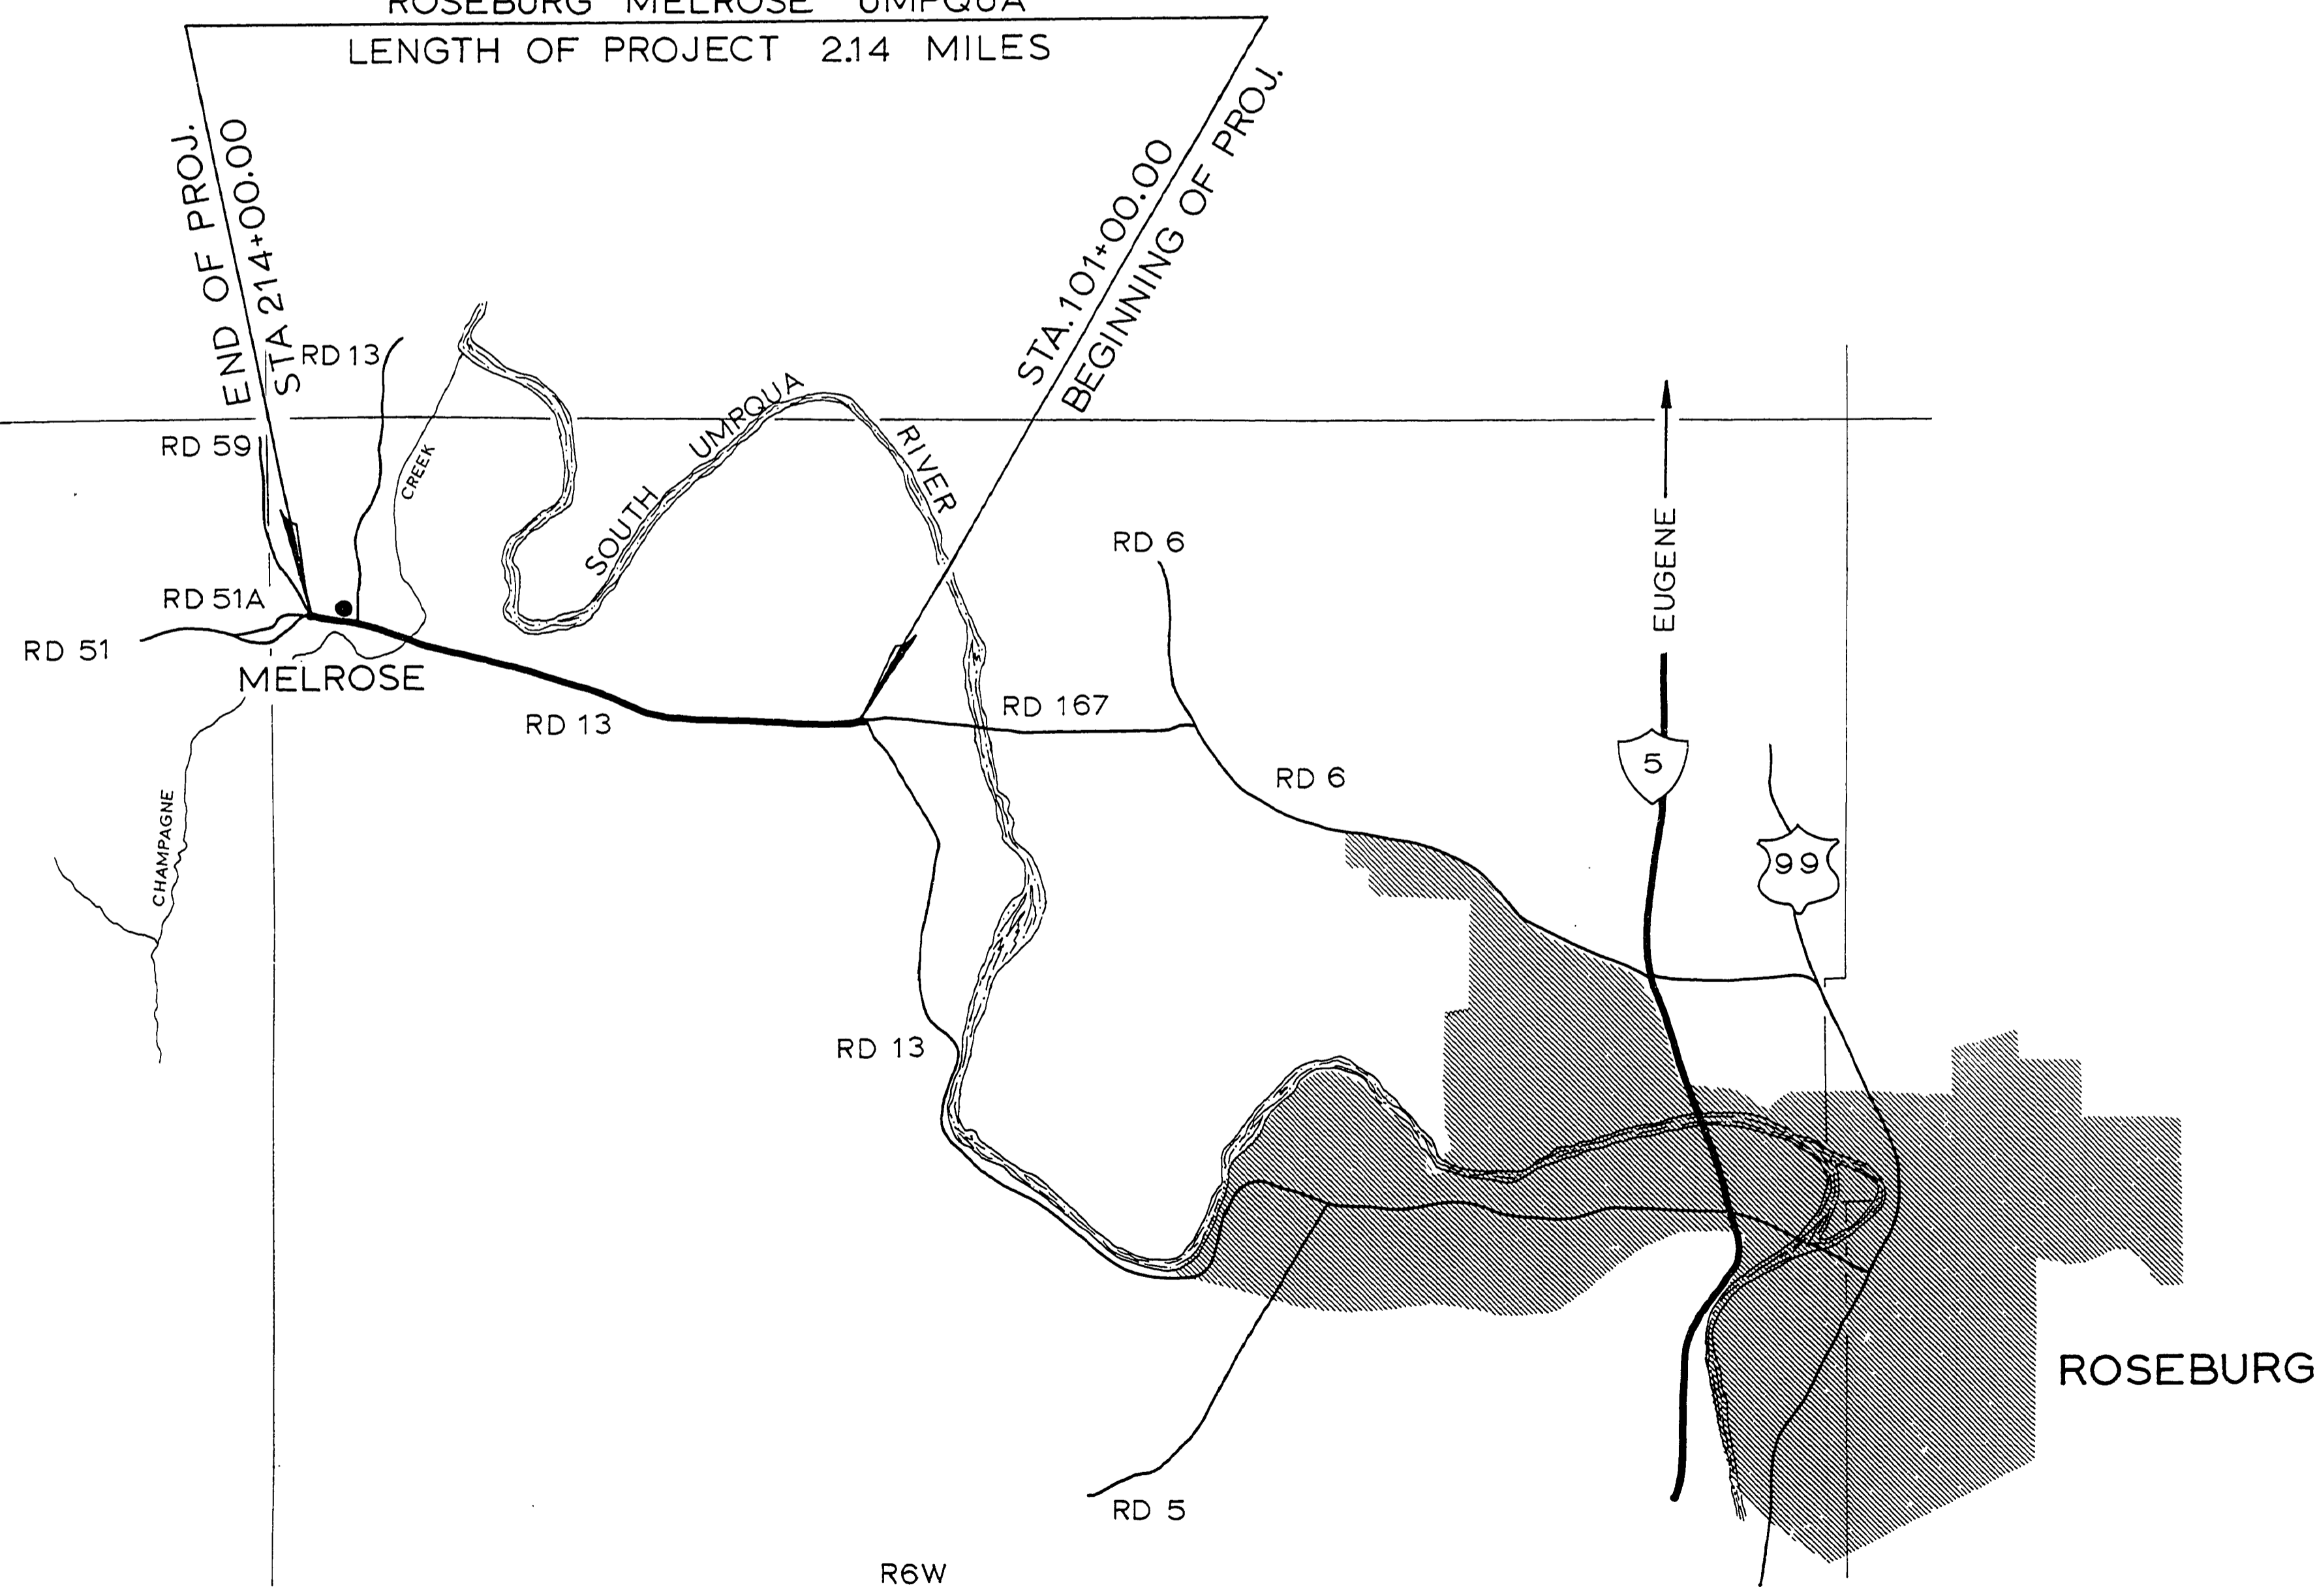 ROSEBURG MELROSE UMPQUA
LENGTH OF PROJECT 2.14 MILES
END OF PROJ.
STA 214+00.00
STA. 101+00.00
BEGINNING OF PROJ.
RD 13
RD 59
CREEK
SOUTH UMPQUA RIVER
RD 6
EUGENE
RD 51A
RD 51
MELROSE
RD 13
RD 167
RD 6
5
99
CHAMPAGNE
RD 13
ROSEBURG
RD 5
R6W